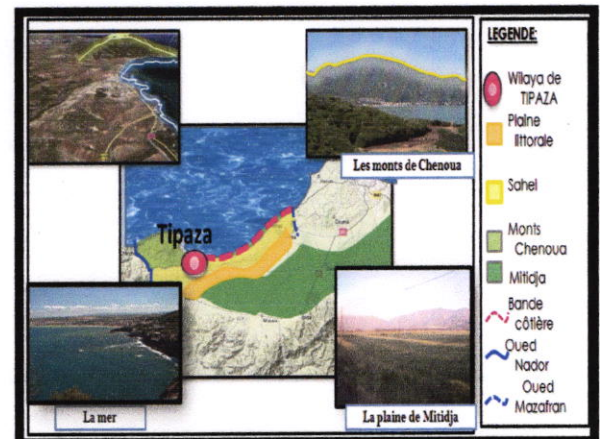 Les monts de Chenoua
Tipaza
La mer
La plaine de Mitidja
LEGENDE:
Wilaya de
TIPAZA
Plaine
littorale
Sahel
Monts
Chenoua
Mitidja
Bande
côtière
Oued
Nador
Oued
Mazafran